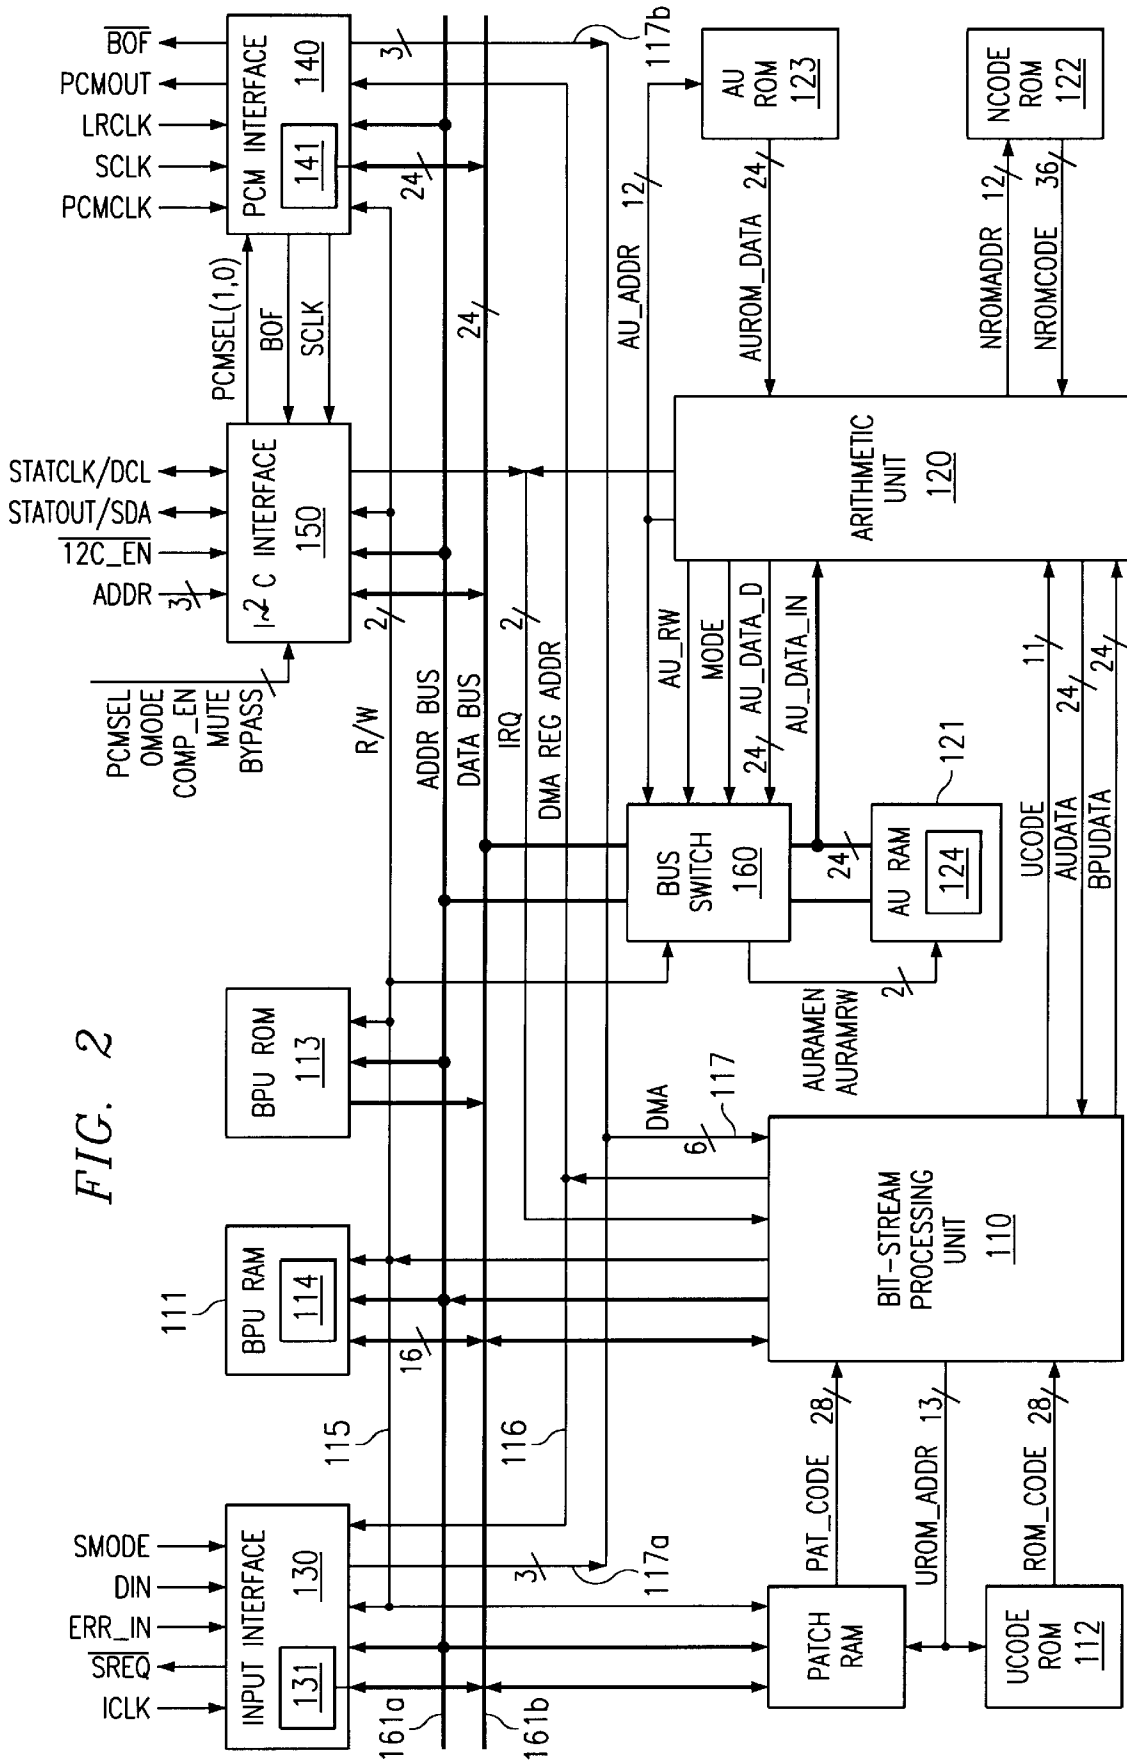 FIG. 2
SMODE
DIN
ERR_IN
SREQ
ICLK
INPUT INTERFACE
130
131
111
BPU RAM
114
16
BPU ROM
113
PCMSEL
OMODE
COMP_EN
MUTE
BYPASS
STATCLK/DCL
STATOUT/SDA
12C_EN
ADDR
3
I~2 C INTERFACE
150
PCMSEL(1,0)
BOF
SCLK
BOF
PCMOUT
LRCLK
SCLK
PCMCLK
PCM INTERFACE
140
141
24
3
117b
115
R/W
2
161a
ADDR BUS
161b
DATA BUS
24
IRQ
2
116
DMA REG ADDR
3
117a
DMA
6
117
BUS
SWITCH
160
AU_ADDR
12
AU_RW
MODE
24
AU_DATA_D
AU_DATA_IN
24
AURAMEN
AURAMRW
2
AU RAM
124
121
AU
ROM
123
AUROM_DATA
24
NCODE
ROM
122
NROMADDR
12
NROMCODE
36
ARITHMETIC
UNIT
120
UCODE
11
AUDATA
24
BPUDATA
24
BIT-STREAM
PROCESSING
UNIT
110
PAT_CODE
28
UROM_ADDR
13
ROM_CODE
28
PATCH
RAM
UCODE
ROM
112